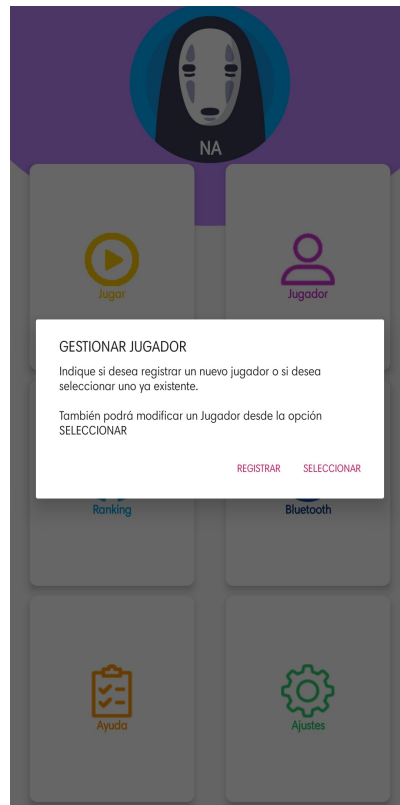 NA
Jugar
Jugador
GESTIONAR JUGADOR
Indique si desea registrar un nuevo jugador o si desea
seleccionar uno ya existente.
También podrá modificar un Jugador desde la opción
SELECCIONAR
REGISTRAR
SELECCIONAR
Ranking
Bluetooth
Ayuda
Ajustes